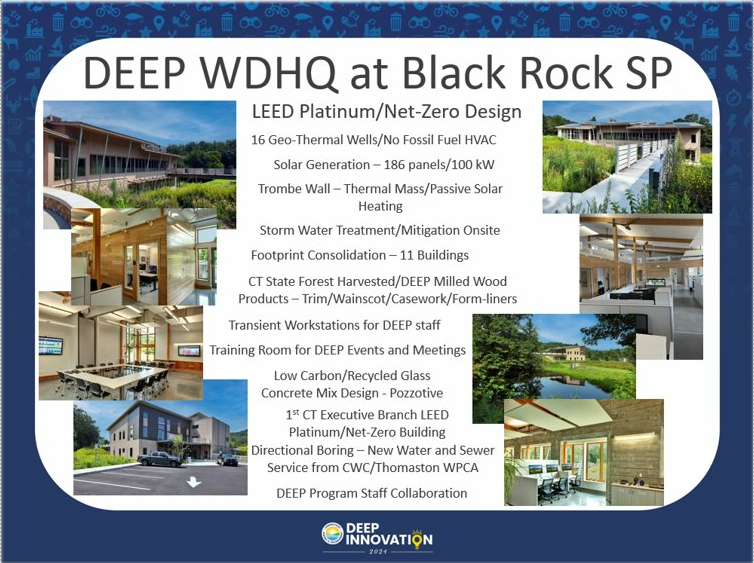 DEEP WDHQ at Black Rock SP
LEED Platinum/Net-Zero Design
16 Geo-Thermal Wells/No Fossil Fuel HVAC
Solar Generation – 186 panels/100 kW
Trombe Wall – Thermal Mass/Passive Solar
Heating
Storm Water Treatment/Mitigation Onsite
Footprint Consolidation – 11 Buildings
CT State Forest Harvested/DEEP Milled Wood
Products – Trim/Wainscot/Casework/Form-liners
Transient Workstations for DEEP staff
Training Room for DEEP Events and Meetings
Low Carbon/Recycled Glass
Concrete Mix Design - Pozzotive
1st CT Executive Branch LEED
Platinum/Net-Zero Building
Directional Boring – New Water and Sewer
Service from CWC/Thomaston WPCA
DEEP Program Staff Collaboration
DEEP
INNOVATION
2024